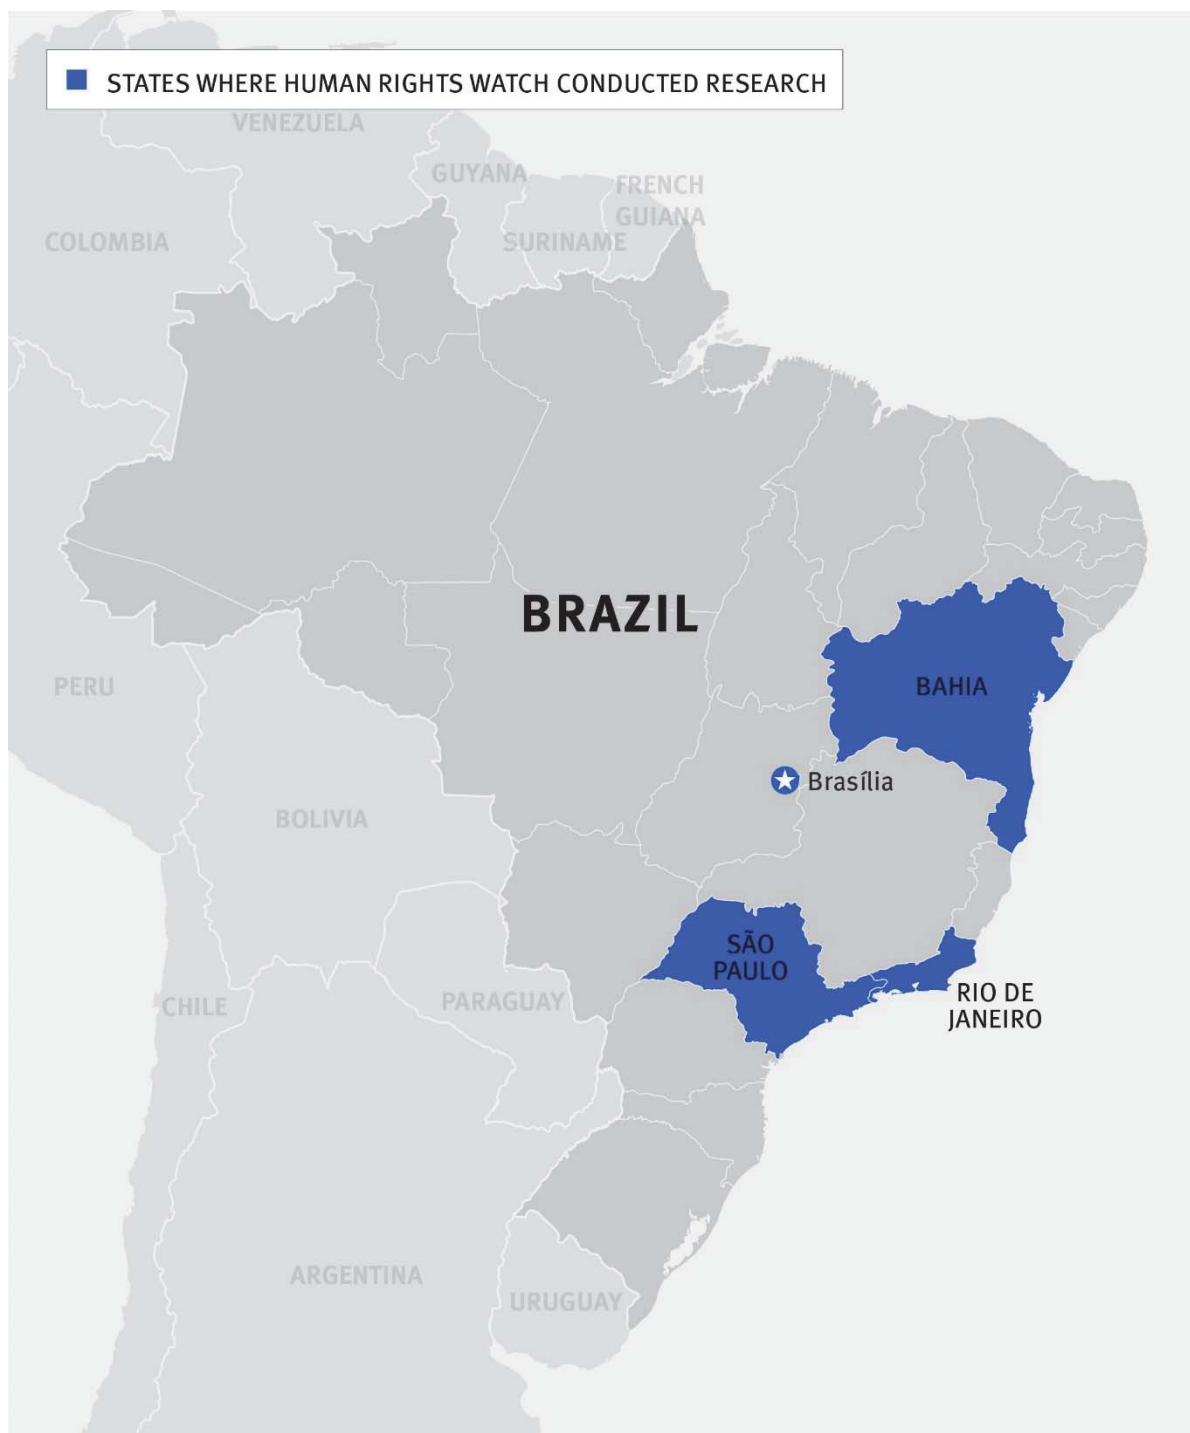 STATES WHERE HUMAN RIGHTS WATCH CONDUCTED RESEARCH
VENEZUELA
GUYANA
FRENCH
GUIANA
SURINAME
COLOMBIA
BRAZIL
PERU
BAHIA
Brasília
BOLIVIA
SÃO
PAULO
RIO DE
JANEIRO
CHILE
PARAGUAY
ARGENTINA
URUGUAY